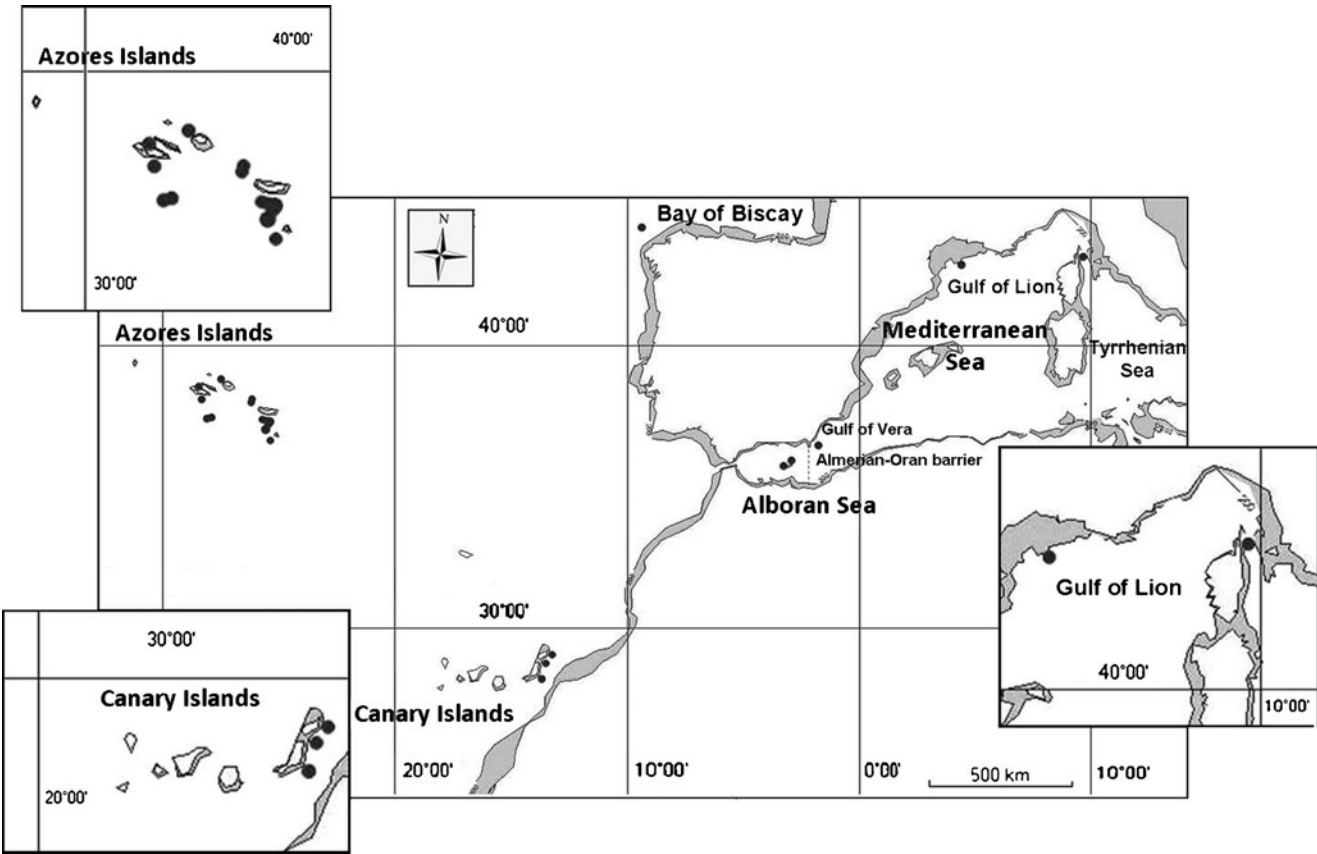 40°00'
Azores Islands
30°00'
N
Bay of Biscay
Gulf of Lion
Azores Islands
40°00'
Mediterranean
Sea
Tyrrhenian
Sea
Gulf of Vera
Almerian-Oran barrier
Alboran Sea
Gulf of Lion
40°00'
10°00'
30°00'
30°00'
Canary Islands
20°00'
Canary Islands
20°00'
10°00'
0°00'
500 km
10°00'